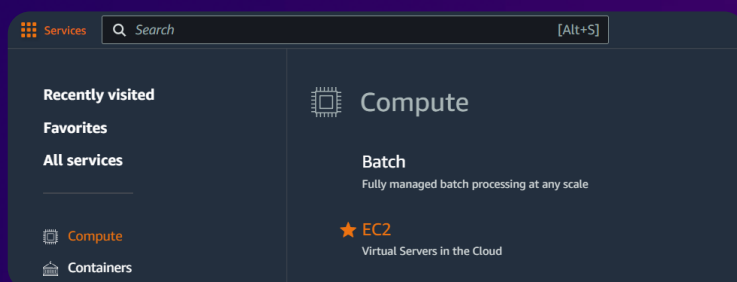 Services
Search [Alt+S]
Recently visited
Favorites
All services
Compute
Containers
Compute
Batch
Fully managed batch processing at any scale
EC2
Virtual Servers in the Cloud